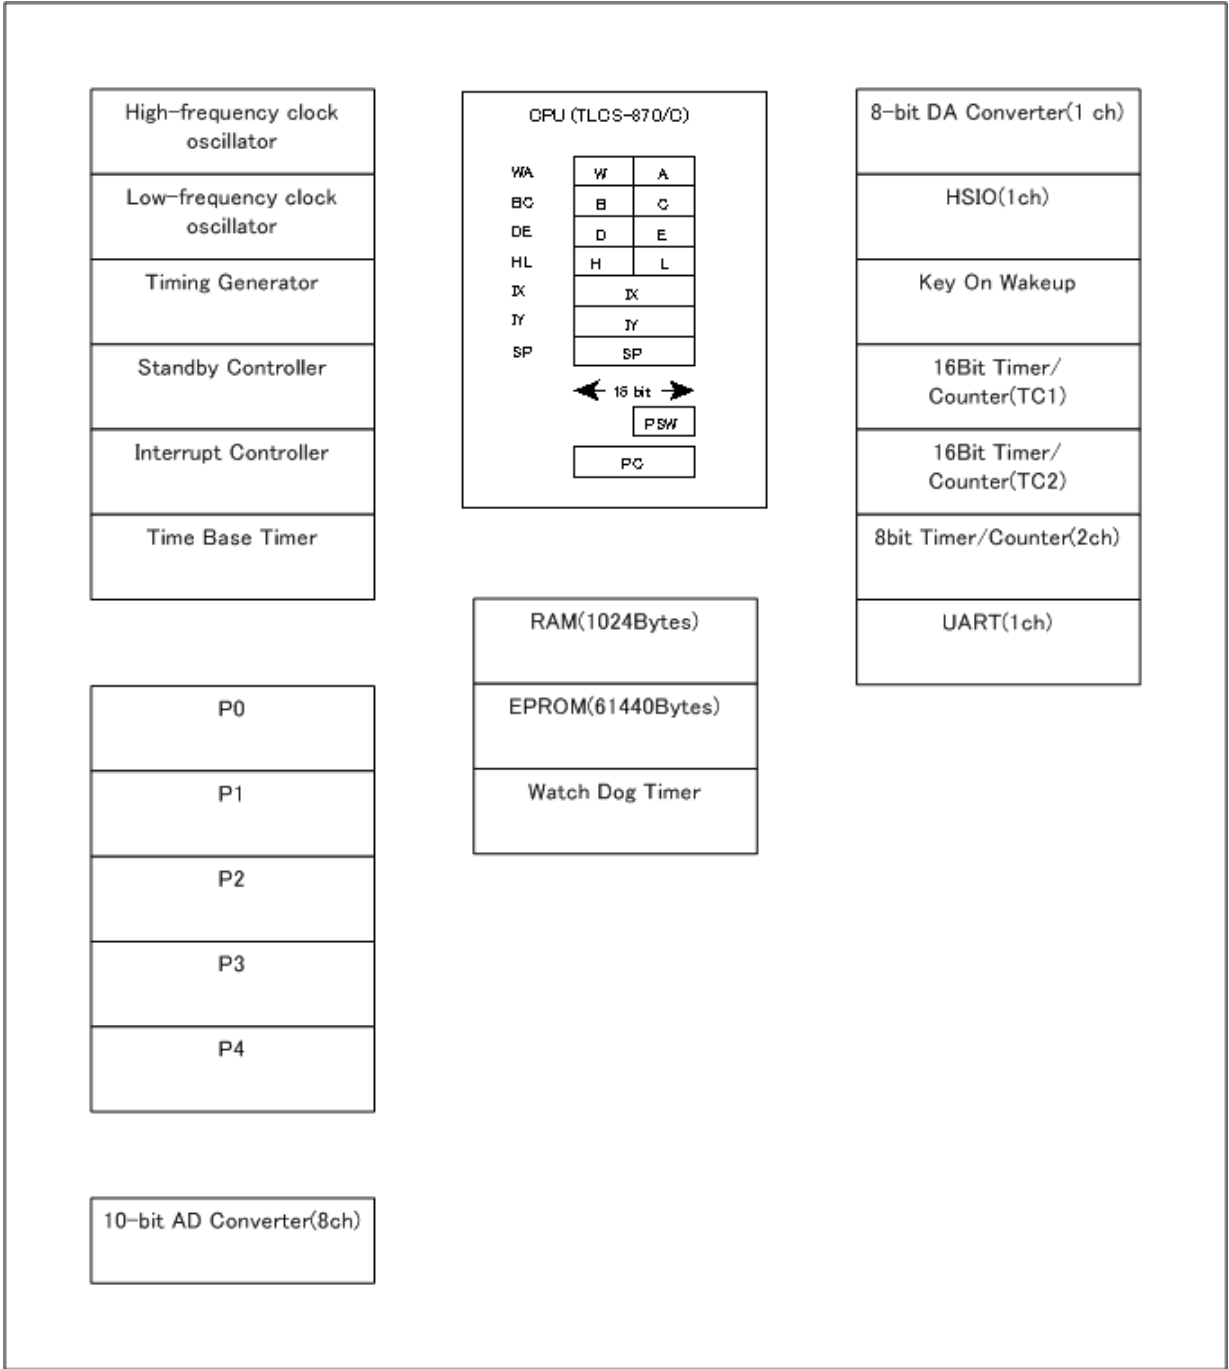 High-frequency clock
oscillator
Low-frequency clock
oscillator
Timing Generator
Standby Controller
Interrupt Controller
Time Base Timer
P0
P1
P2
P3
P4
10-bit AD Converter(8ch)
CPU (TLCS-870/C)
WA W A
BC B C
DE D E
HL H L
IX IX
IY IY
SP SP
16 bit
PSW
PC
RAM(1024Bytes)
EPROM(61440Bytes)
Watch Dog Timer
8-bit DA Converter(1 ch)
HSIO(1ch)
Key On Wakeup
16Bit Timer/
Counter(TC1)
16Bit Timer/
Counter(TC2)
8bit Timer/Counter(2ch)
UART(1ch)